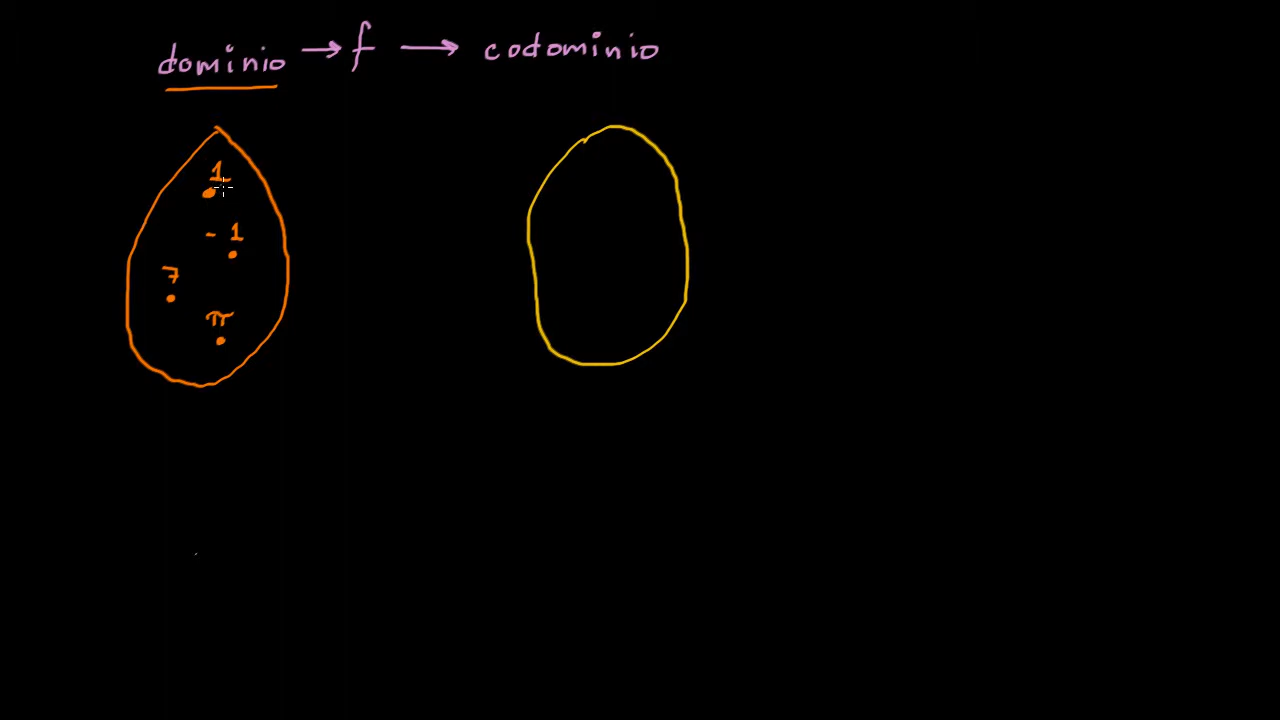 dominio → f → codominio
1
- 1
7
π